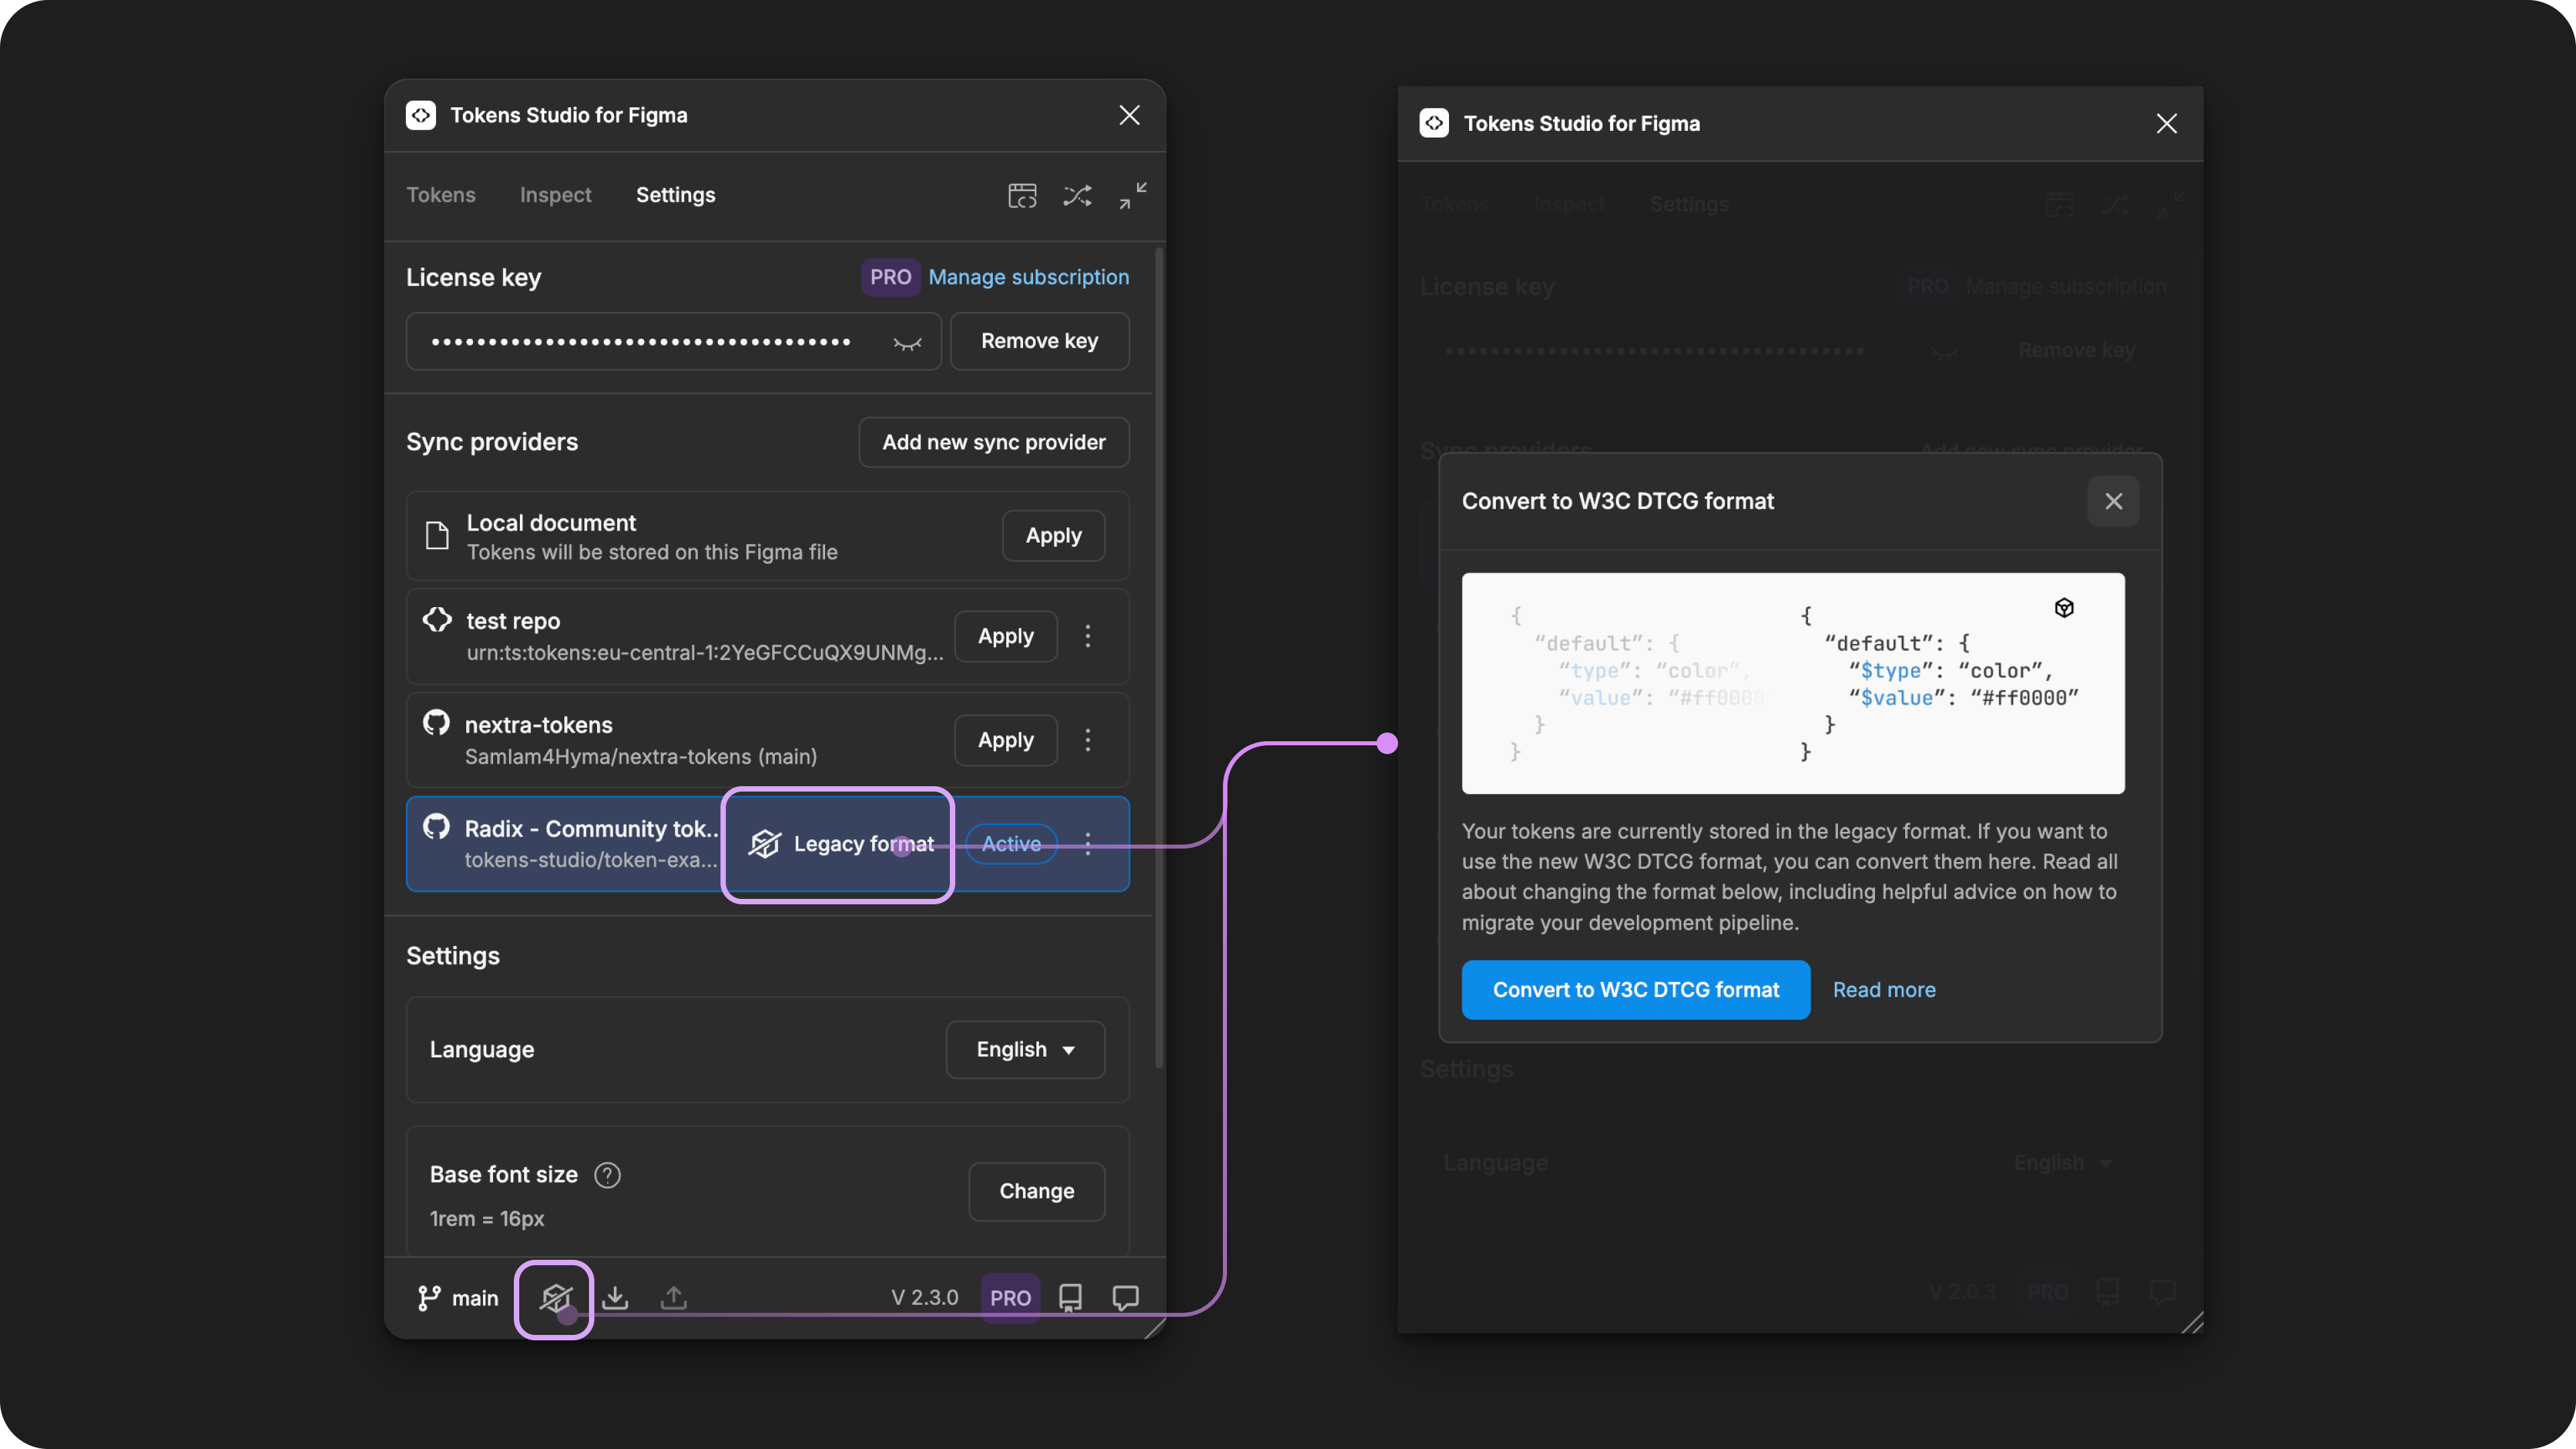 Tokens Studio for Figma
Tokens
Inspect
Settings
License key
PRO
Manage subscription
Remove key
Sync providers
Add new sync provider
Local document
Tokens will be stored on this Figma file
Apply
test repo
urn:ts:tokens:eu-central-1:2YeGFCCuQX9UNMg...
Apply
nextra-tokens
SamIam4Hyma/nextra-tokens (main)
Apply
Radix - Community tok..
tokens-studio/token-exa...
Legacy format
Active
Settings
Language
English
Base font size
?
1rem = 16px
Change
main
V 2.3.0
PRO
Tokens Studio for Figma
Tokens
Inspect
Settings
License key
PRO
Manage subscription
Remove key
Sync providers
Add new sync provider
Convert to W3C DTCG format
{
“default”: {
“type”: “color”,
“value”: “#ff0000”
}
}
{
“default”: {
“$type”: “color”,
“$value”: “#ff0000”
}
}
Your tokens are currently stored in the legacy format. If you want to
use the new W3C DTCG format, you can convert them here. Read all
about changing the format below, including helpful advice on how to
migrate your development pipeline.
Convert to W3C DTCG format
Read more
Settings
Language
English
V 2.0.3
PRO